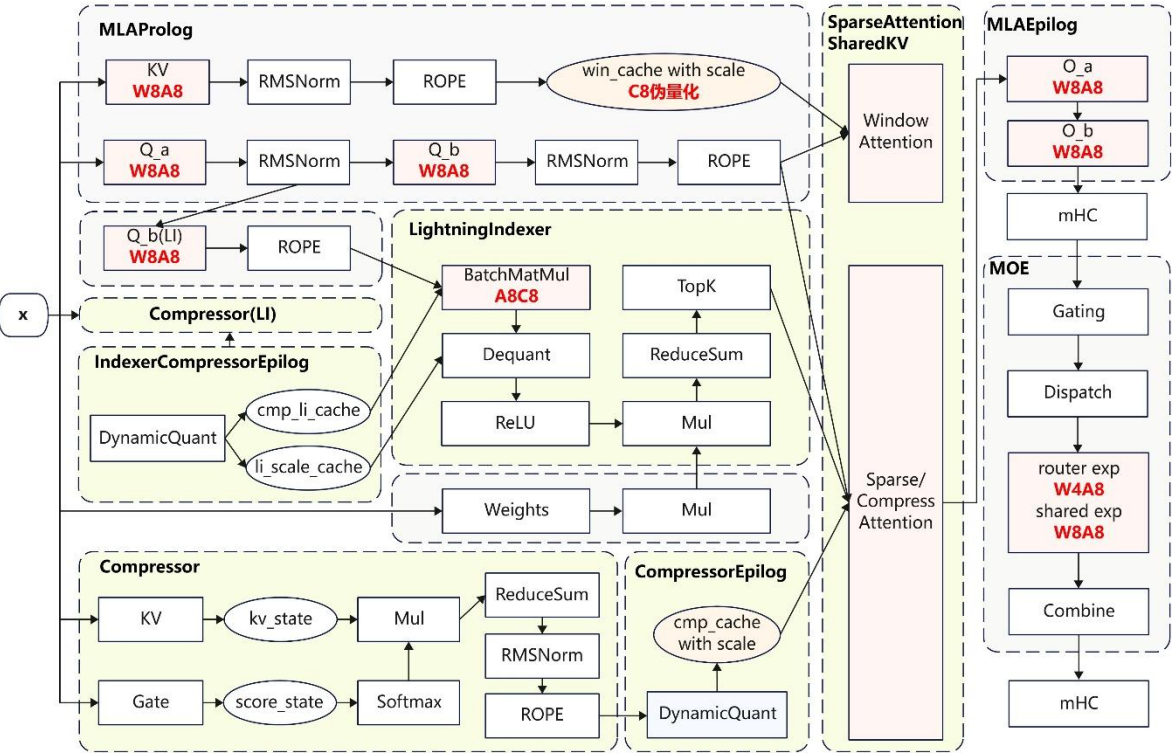 MLAProlog
KV
W8A8
RMSNorm
ROPE
win_cache with scale
C8伪量化
Q_a
W8A8
RMSNorm
Q_b
W8A8
RMSNorm
ROPE
Q_b(LI)
W8A8
ROPE
x
Compressor(LI)
IndexerCompressorEpilog
DynamicQuant
cmp_li_cache
li_scale_cache
LightningIndexer
BatchMatMul
A8C8
Dequant
ReLU
TopK
ReduceSum
Mul
Weights
Mul
Compressor
KV
kv_state
Mul
Gate
score_state
Softmax
ReduceSum
RMSNorm
ROPE
CompressorEpilog
cmp_cache
with scale
DynamicQuant
SparseAttention
SharedKV
Window
Attention
Sparse/
Compress
Attention
MLAEpilog
O_a
W8A8
O_b
W8A8
mHC
MOE
Gating
Dispatch
router exp
W4A8
shared exp
W8A8
Combine
mHC